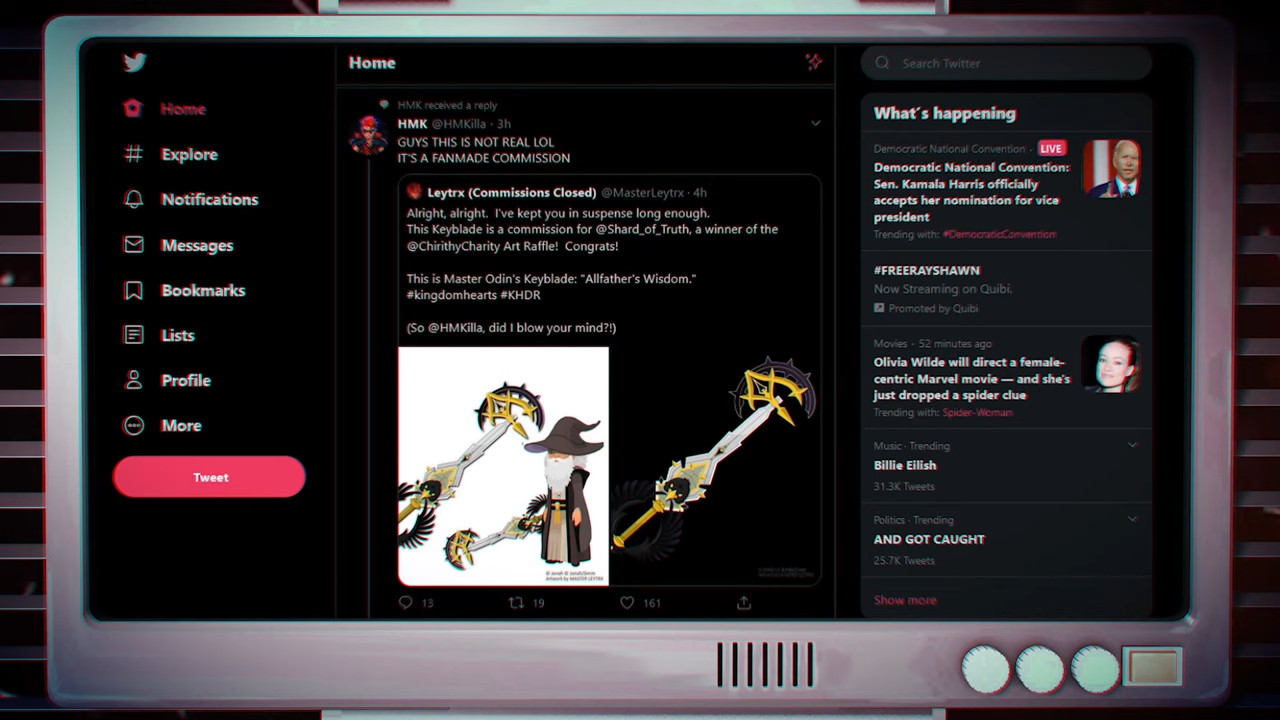 Home
Explore
Notifications
Messages
Bookmarks
Lists
Profile
More
Tweet
Home
HMK received a reply
HMK @HMKilla · 3h
GUYS THIS IS NOT REAL LOL
IT'S A FANMADE COMMISSION
Leytrx (Commissions Closed) @MasterLeytrx · 4h
Alright, alright. I've kept you in suspense long enough.
This Keyblade is a commission for @Shard_of_Truth, a winner of the
@ChirithyCharity Art Raffle! Congrats!
This is Master Odin's Keyblade: "Allfather's Wisdom."
#kingdomhearts #KHDR
(So @HMKilla, did I blow your mind?!)
13
19
161
Search Twitter
What's happening
Democratic National Convention · LIVE
Democratic National Convention:
Sen. Kamala Harris officially
accepts her nomination for vice
president
Trending with: #DemocraticConvention
#FREERAYSHAWN
Now Streaming on Quibi.
Promoted by Quibi
Movies · 52 minutes ago
Olivia Wilde will direct a female-
centric Marvel movie — and she's
just dropped a spider clue
Trending with: Spider-Woman
Music · Trending
Billie Eilish
31.3K Tweets
Politics · Trending
AND GOT CAUGHT
25.7K Tweets
Show more